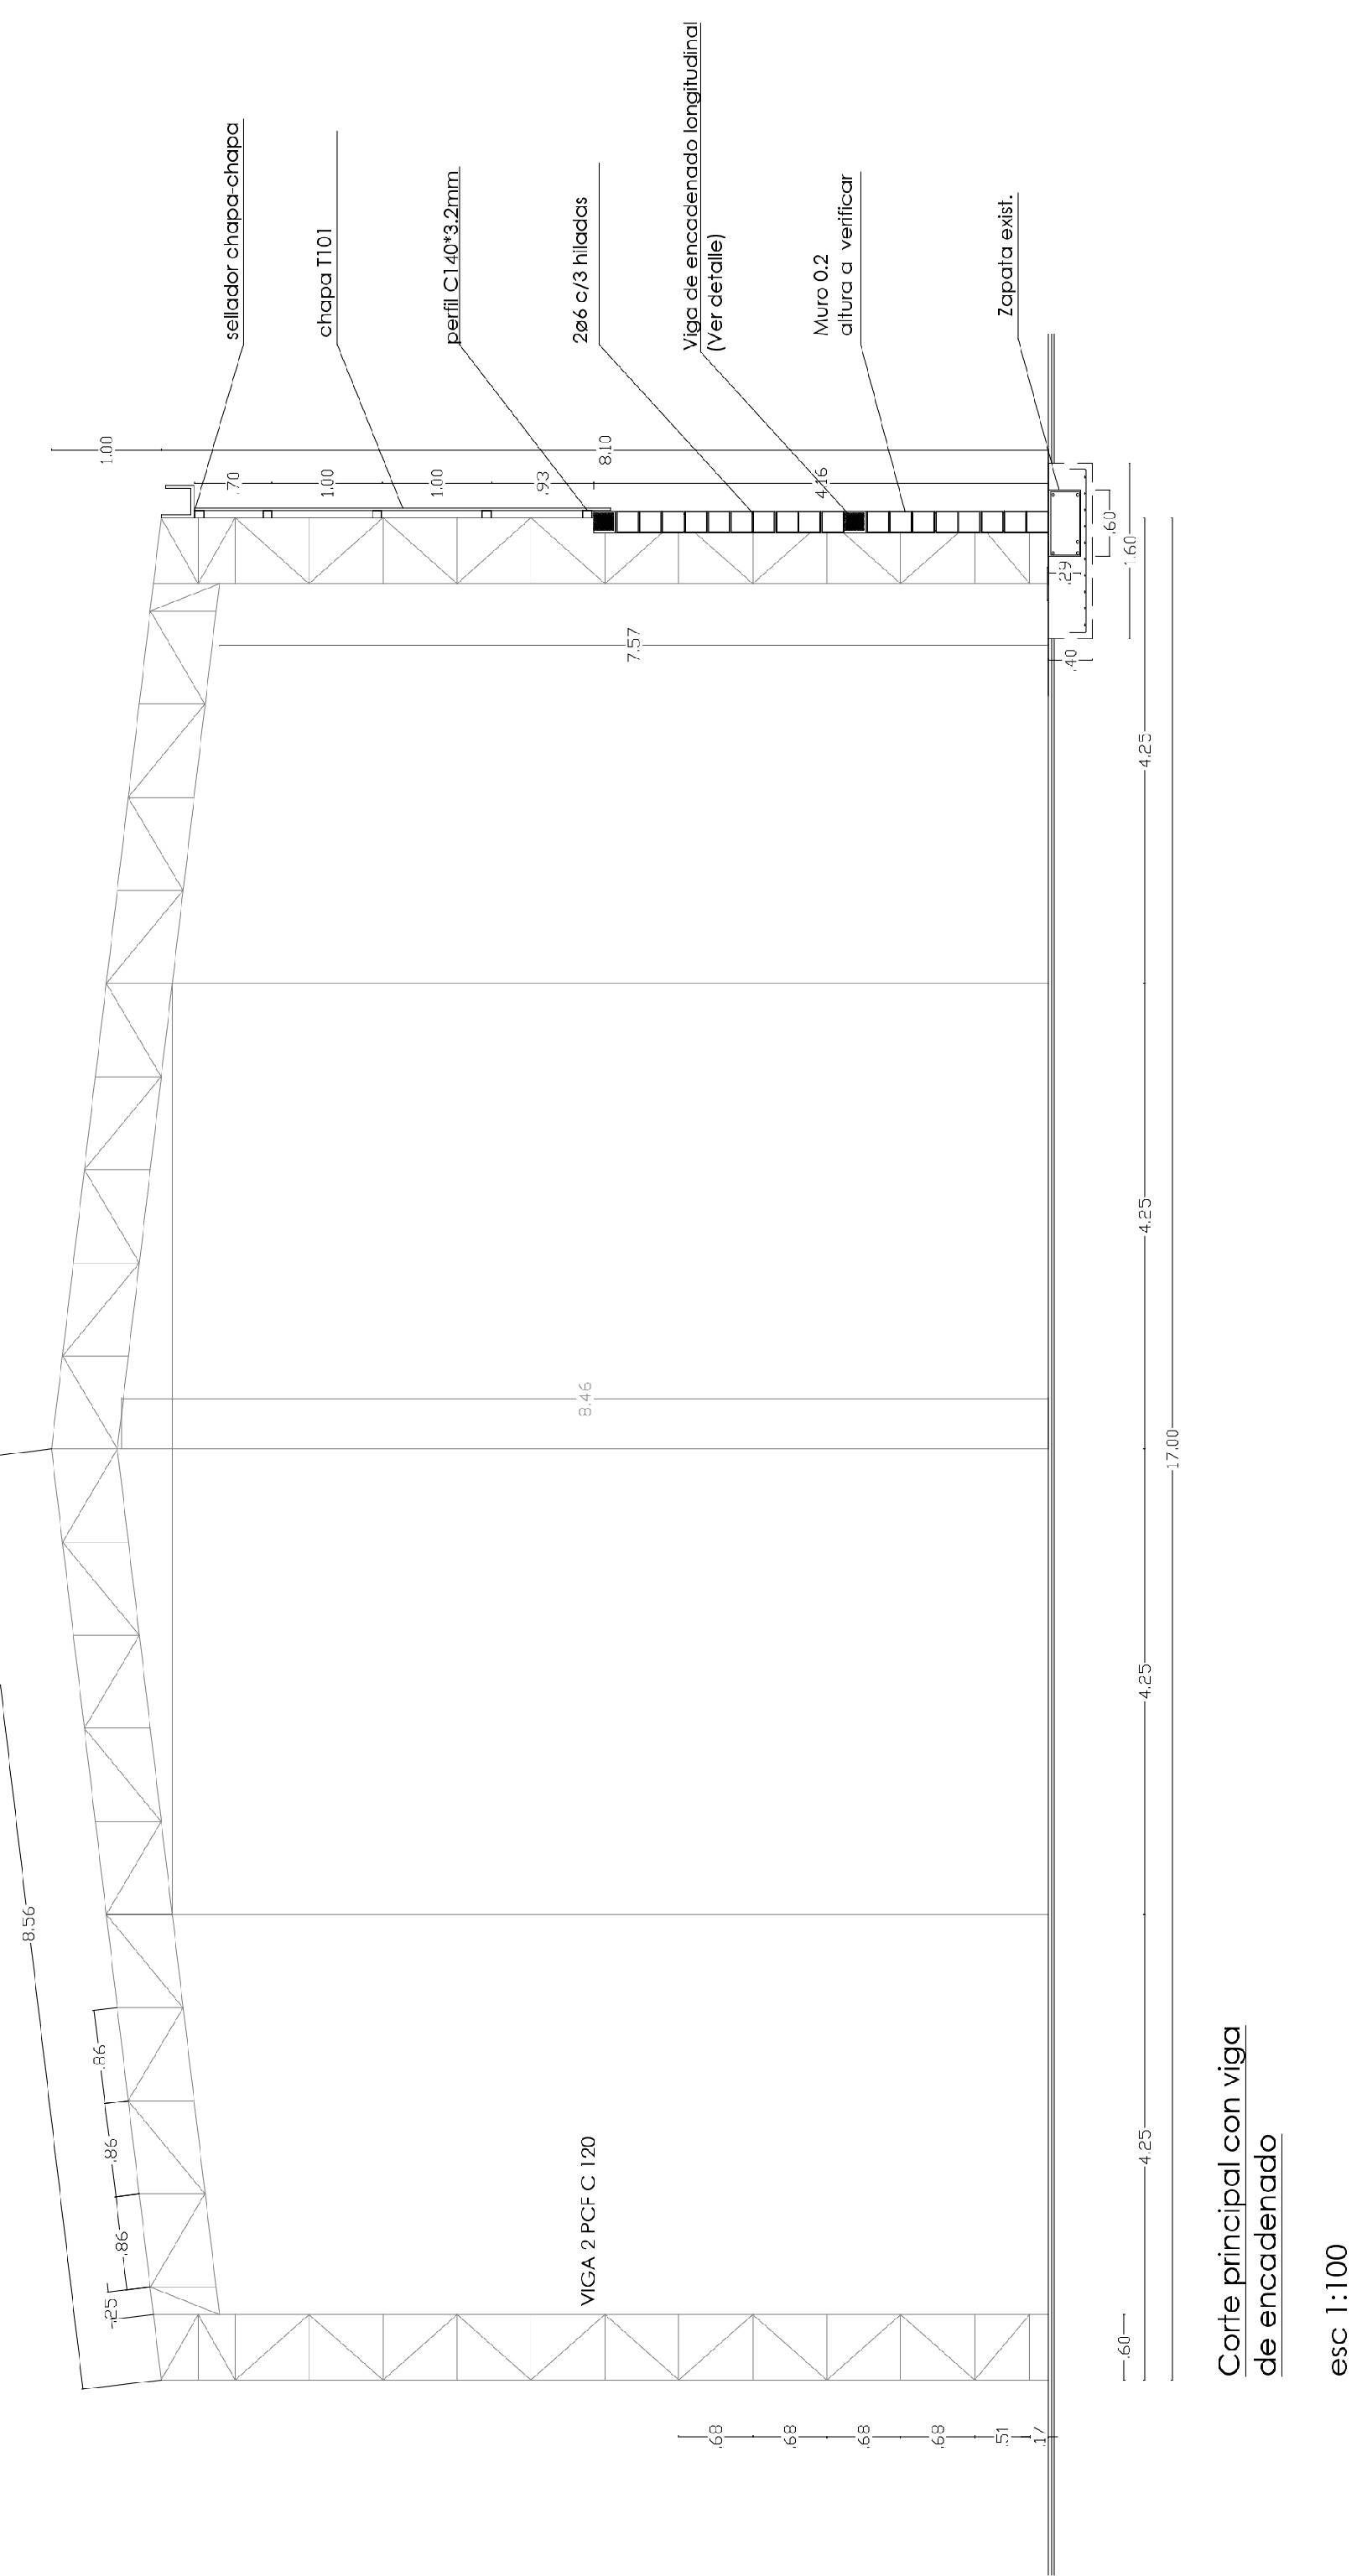 sellador chapa-chapa
chapa T101
perfil C140*3.2mm
2ø6 c/3 hiladas
Viga de encadenado longitudinal
(Ver detalle)
Muro 0.2
altura a verificar
Zapata exist.
1.00
8.10
.70
1.00
1.00
.93
4.16
7.57
.60
1.60
.29
.40
8.46
8.56
.86
.86
.86
.25
VIGA 2 PCF C 120
4.25
4.25
4.25
4.25
17.00
.60
.68
.68
.68
.68
.51
.17
Corte principal con viga
de encadenado
esc 1:100